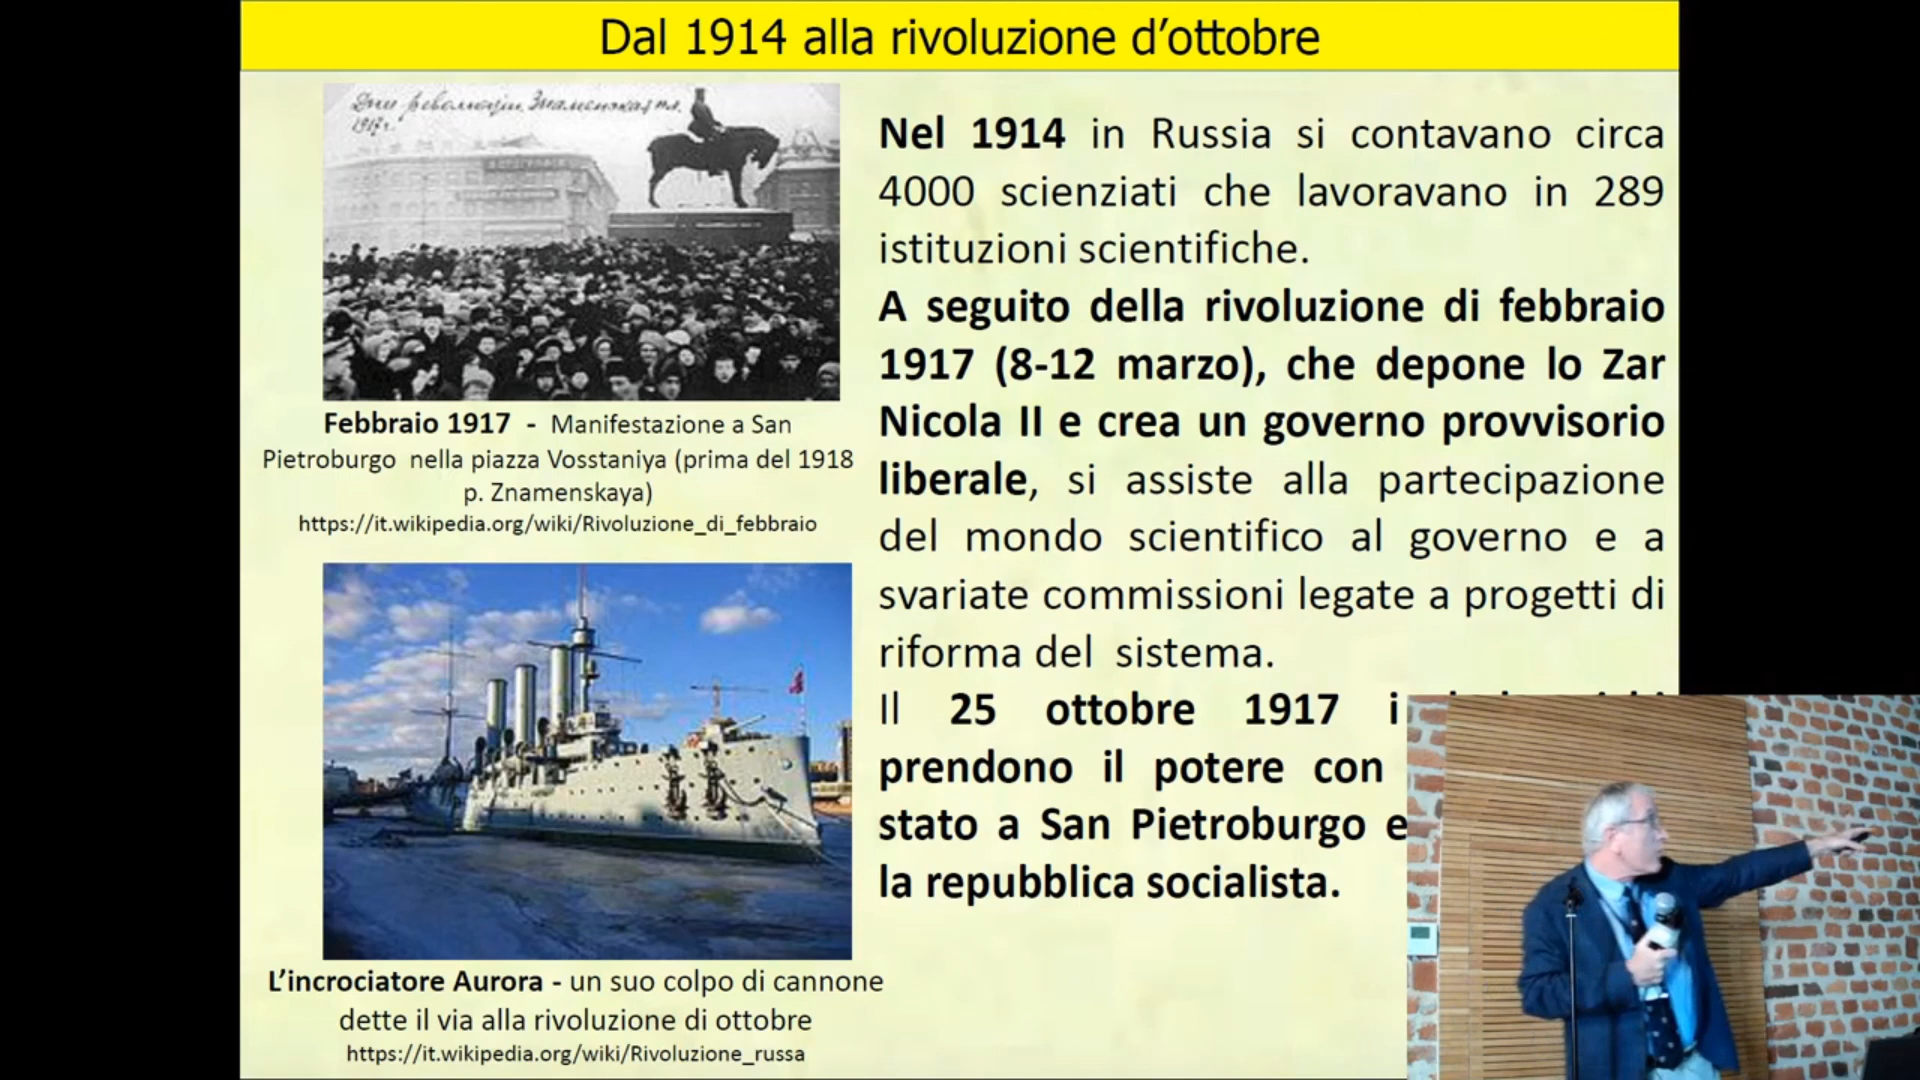 Dal 1914 alla rivoluzione d'ottobre
1917г.
Febbraio 1917 - Manifestazione a San
Pietroburgo nella piazza Vosstaniya (prima del 1918
p. Znamenskaya)
https://it.wikipedia.org/wiki/Rivoluzione_di_febbraio
L'incrociatore Aurora - un suo colpo di cannone
dette il via alla rivoluzione di ottobre
https://it.wikipedia.org/wiki/Rivoluzione_russa
Nel 1914 in Russia si contavano circa
4000 scienziati che lavoravano in 289
istituzioni scientifiche.
A seguito della rivoluzione di febbraio
1917 (8-12 marzo), che depone lo Zar
Nicola II e crea un governo provvisorio
liberale, si assiste alla partecipazione
del mondo scientifico al governo e a
svariate commissioni legate a progetti di
riforma del sistema.
Il 25 ottobre 1917 i
prendono il potere con
stato a San Pietroburgo e
la repubblica socialista.